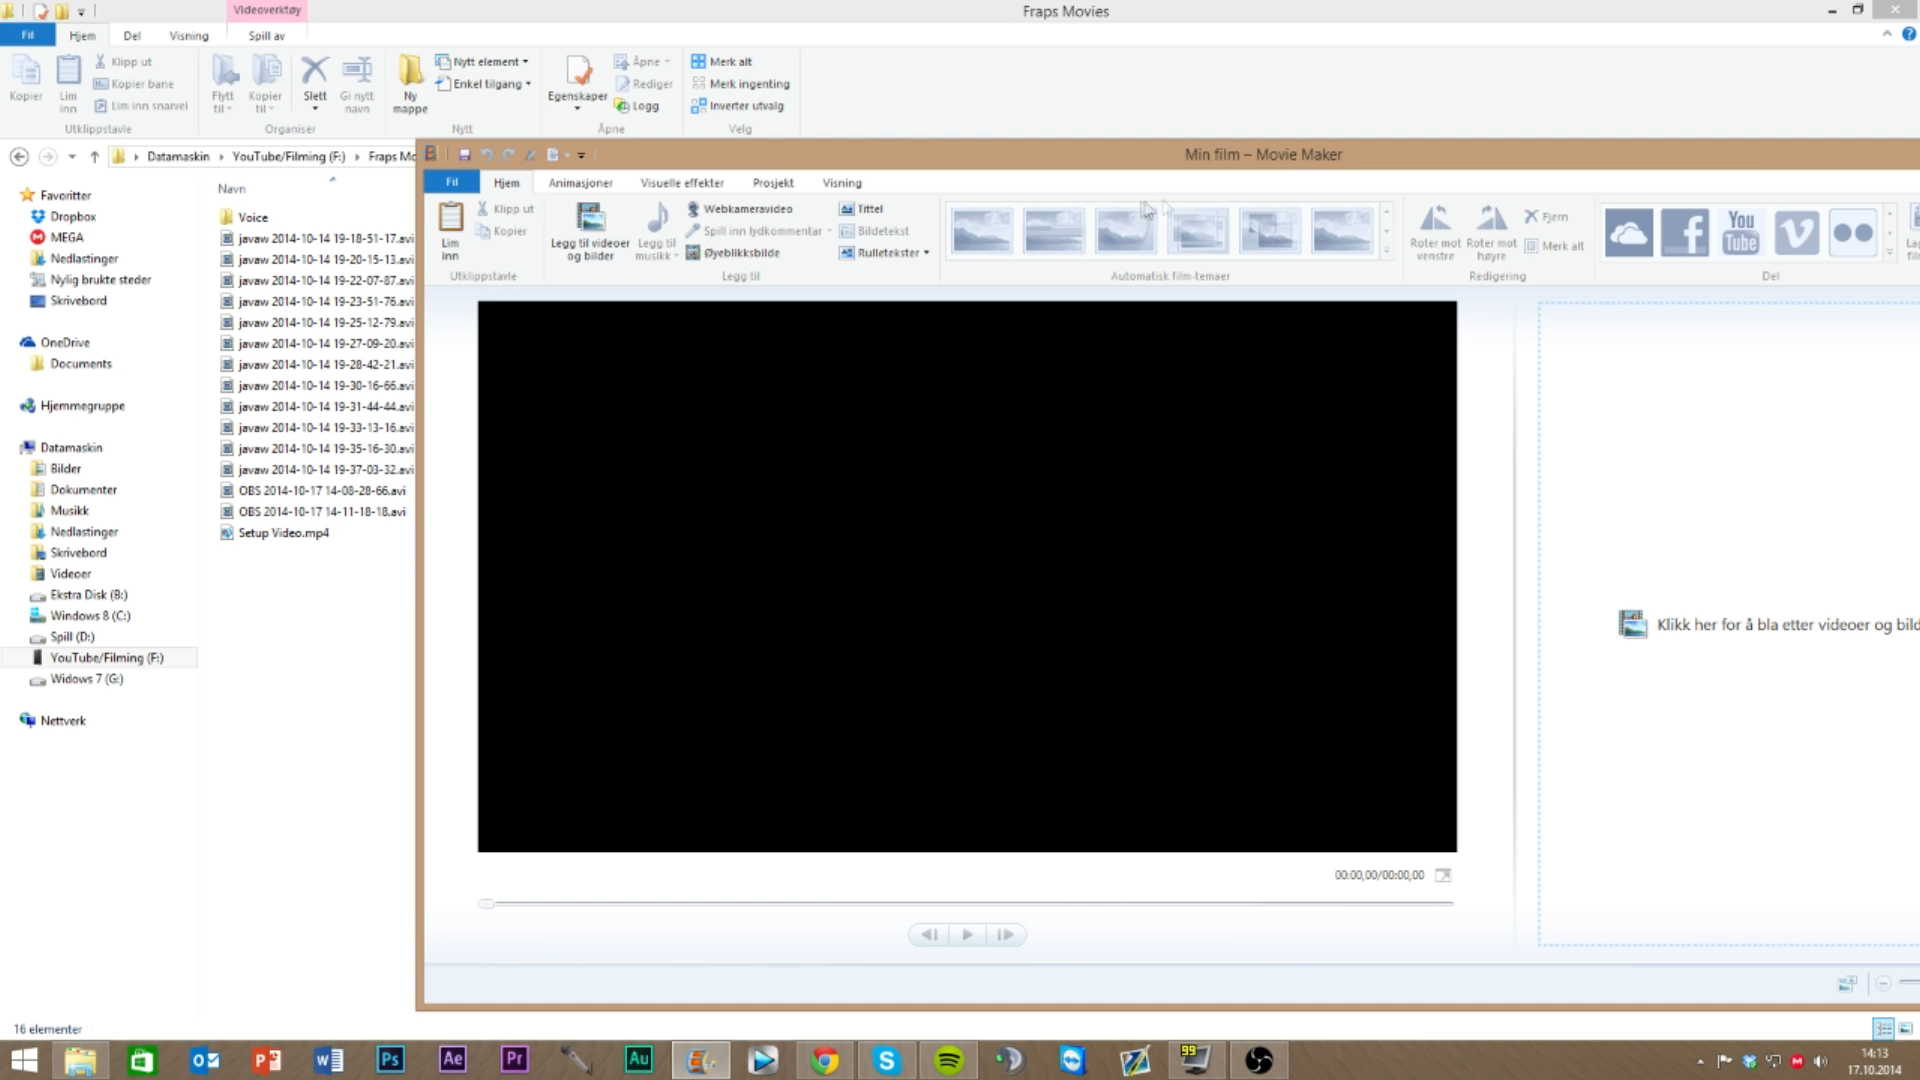 Videoverktøy
Fraps Movies
Fil Hjem Del Visning Spill av
Kopier
Lim inn
Klipp ut
Kopier bane
Lim inn snarvei
Utklippstavle
Flytt til
Kopier til
Slett
Gi nytt navn
Organiser
Ny mappe
Nytt element
Enkel tilgang
Nytt
Egenskaper
Åpne
Rediger
Logg
Åpne
Merk alt
Merk ingenting
Inverter utvalg
Velg
Datamaskin YouTube/Filming (F:) Fraps Mo
Favoritter
Dropbox
MEGA
Nedlastinger
Nylig brukte steder
Skrivebord
OneDrive
Documents
Hjemmegruppe
Datamaskin
Bilder
Dokumenter
Musikk
Nedlastinger
Skrivebord
Videoer
Ekstra Disk (B:)
Windows 8 (C:)
Spill (D:)
YouTube/Filming (F:)
Widows 7 (G:)
Nettverk
Navn
Voice
javaw 2014-10-14 19-18-51-17.avi
javaw 2014-10-14 19-20-15-13.avi
javaw 2014-10-14 19-22-07-87.avi
javaw 2014-10-14 19-23-51-76.avi
javaw 2014-10-14 19-25-12-79.avi
javaw 2014-10-14 19-27-09-20.avi
javaw 2014-10-14 19-28-42-21.avi
javaw 2014-10-14 19-30-16-66.avi
javaw 2014-10-14 19-31-44-44.avi
javaw 2014-10-14 19-33-13-16.avi
javaw 2014-10-14 19-35-16-30.avi
javaw 2014-10-14 19-37-03-32.avi
OBS 2014-10-17 14-08-28-66.avi
OBS 2014-10-17 14-11-18-18.avi
Setup Video.mp4
Min film – Movie Maker
Fil Hjem Animasjoner Visuelle effekter Prosjekt Visning
Lim inn
Klipp ut
Kopier
Utklippstavle
Legg til videoer og bilder
Legg til musikk
Webkameravideo
Spill inn lydkommentar
Øyeblikksbilde
Tittel
Bildetekst
Rulletekster
Legg til
Automatisk film-temaer
Roter mot venstre
Roter mot høyre
Fjern
Merk alt
Redigering
You Tube
Del
Klikk her for å bla etter videoer og bild
00:00,00/00:00,00
16 elementer
Ps Ae Pr Au
99
14:13
17.10.2014